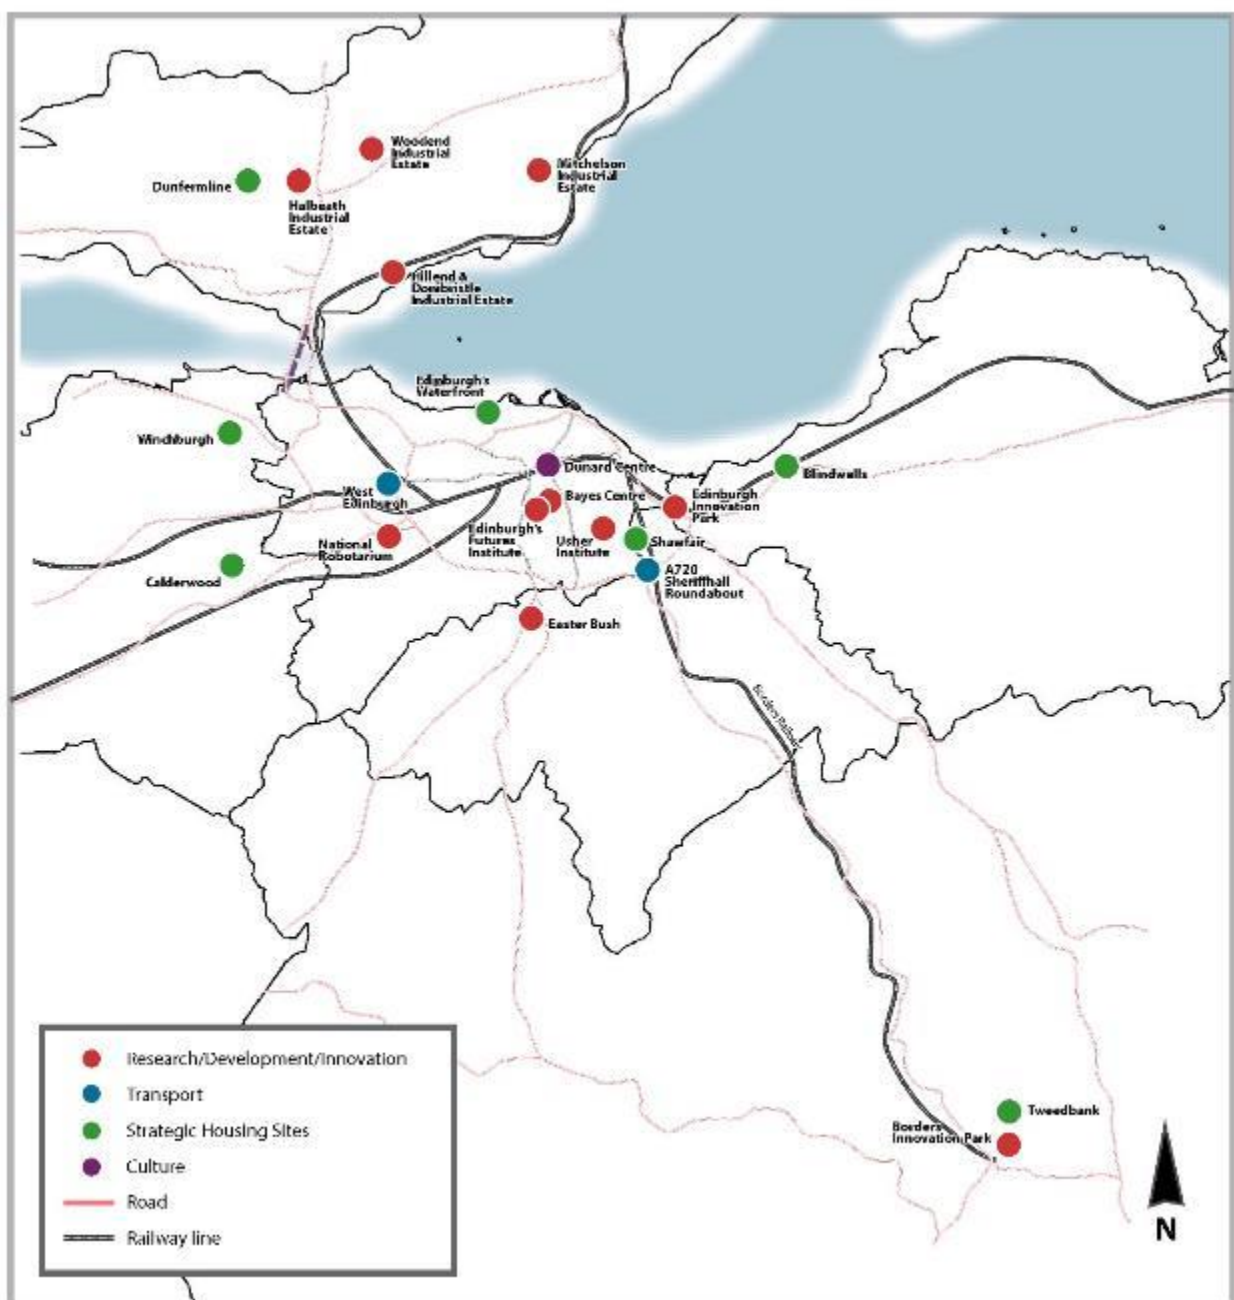 Woodend
Industrial
Estate
Mitchelson
Industrial
Estate
Dunfermline
Halbeath
Industrial
Estate
Hillend &
Donibristle
Industrial Estate
Edinburgh's
Waterfront
Winchburgh
Dunard Centre
Blindwells
West
Edinburgh
Bayes Centre
Edinburgh
Innovation
Park
Edinburgh's
Futures
Institute
Usher
Institute
Shawfair
National
Robotarium
Calderwood
A720
Sheriffhall
Roundabout
Easter Bush
Borders Railway
Research/Development/Innovation
Transport
Strategic Housing Sites
Culture
Road
Railway line
Tweedbank
Borders
Innovation Park
N